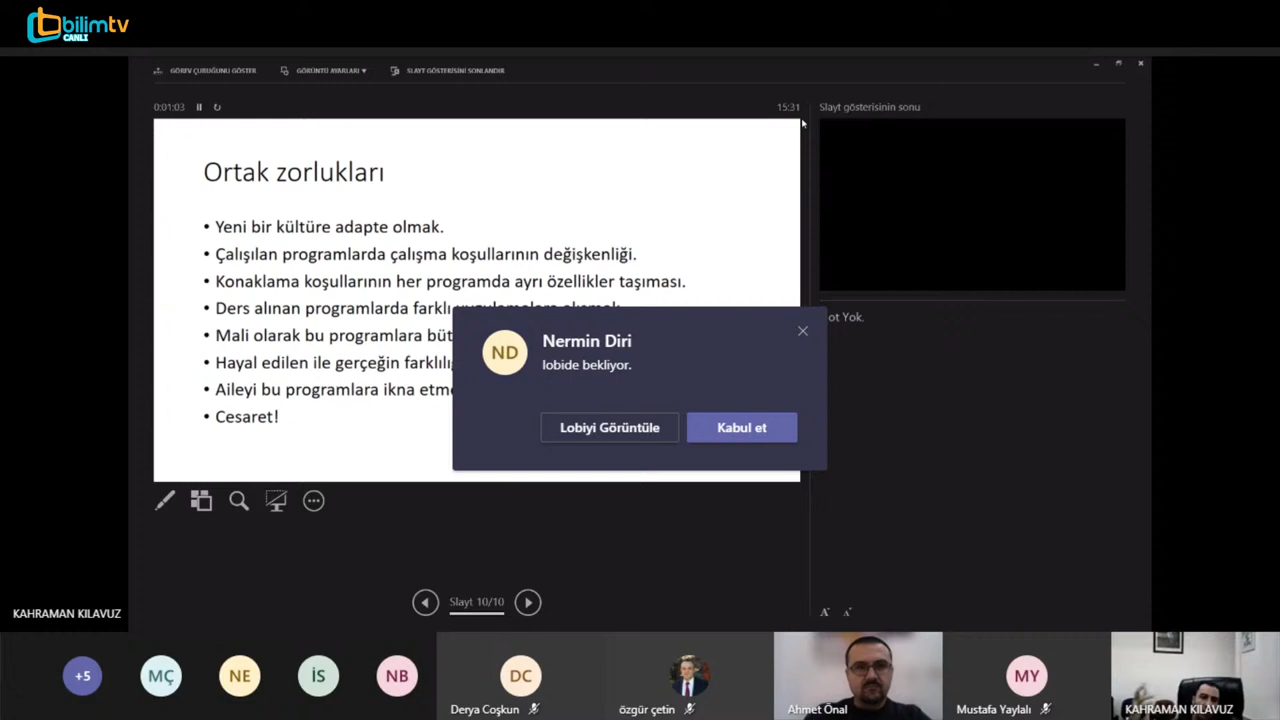 bilimtv
CANLI
GÖREV ÇUBUĞUNU GÖSTER
GÖRÜNTÜ AYARLARI
SLAYT GÖSTERİSİNİ SONLANDIR
0:01:03
15:31
Slayt gösterisinin sonu
Ortak zorlukları
• Yeni bir kültüre adapte olmak.
• Çalışılan programlarda çalışma koşullarının değişkenliği.
• Konaklama koşullarının her programda ayrı özellikler taşıması.
• Ders alınan programlarda farklı
• Mali olarak bu programlara
• Hayal edilen ile gerçeğin
• Aileyi bu programlara ikna
• Cesaret!
ot Yok.
ND
Nermin Diri
lobide bekliyor.
Lobiyi Görüntüle
Kabul et
Slayt 10/10
A
A
KAHRAMAN KILAVUZ
+5
MÇ
NE
İS
NB
DC
Derya Coşkun
özgür çetin
Ahmet Önal
MY
Mustafa Yaylalı
KAHRAMAN KILAVUZ